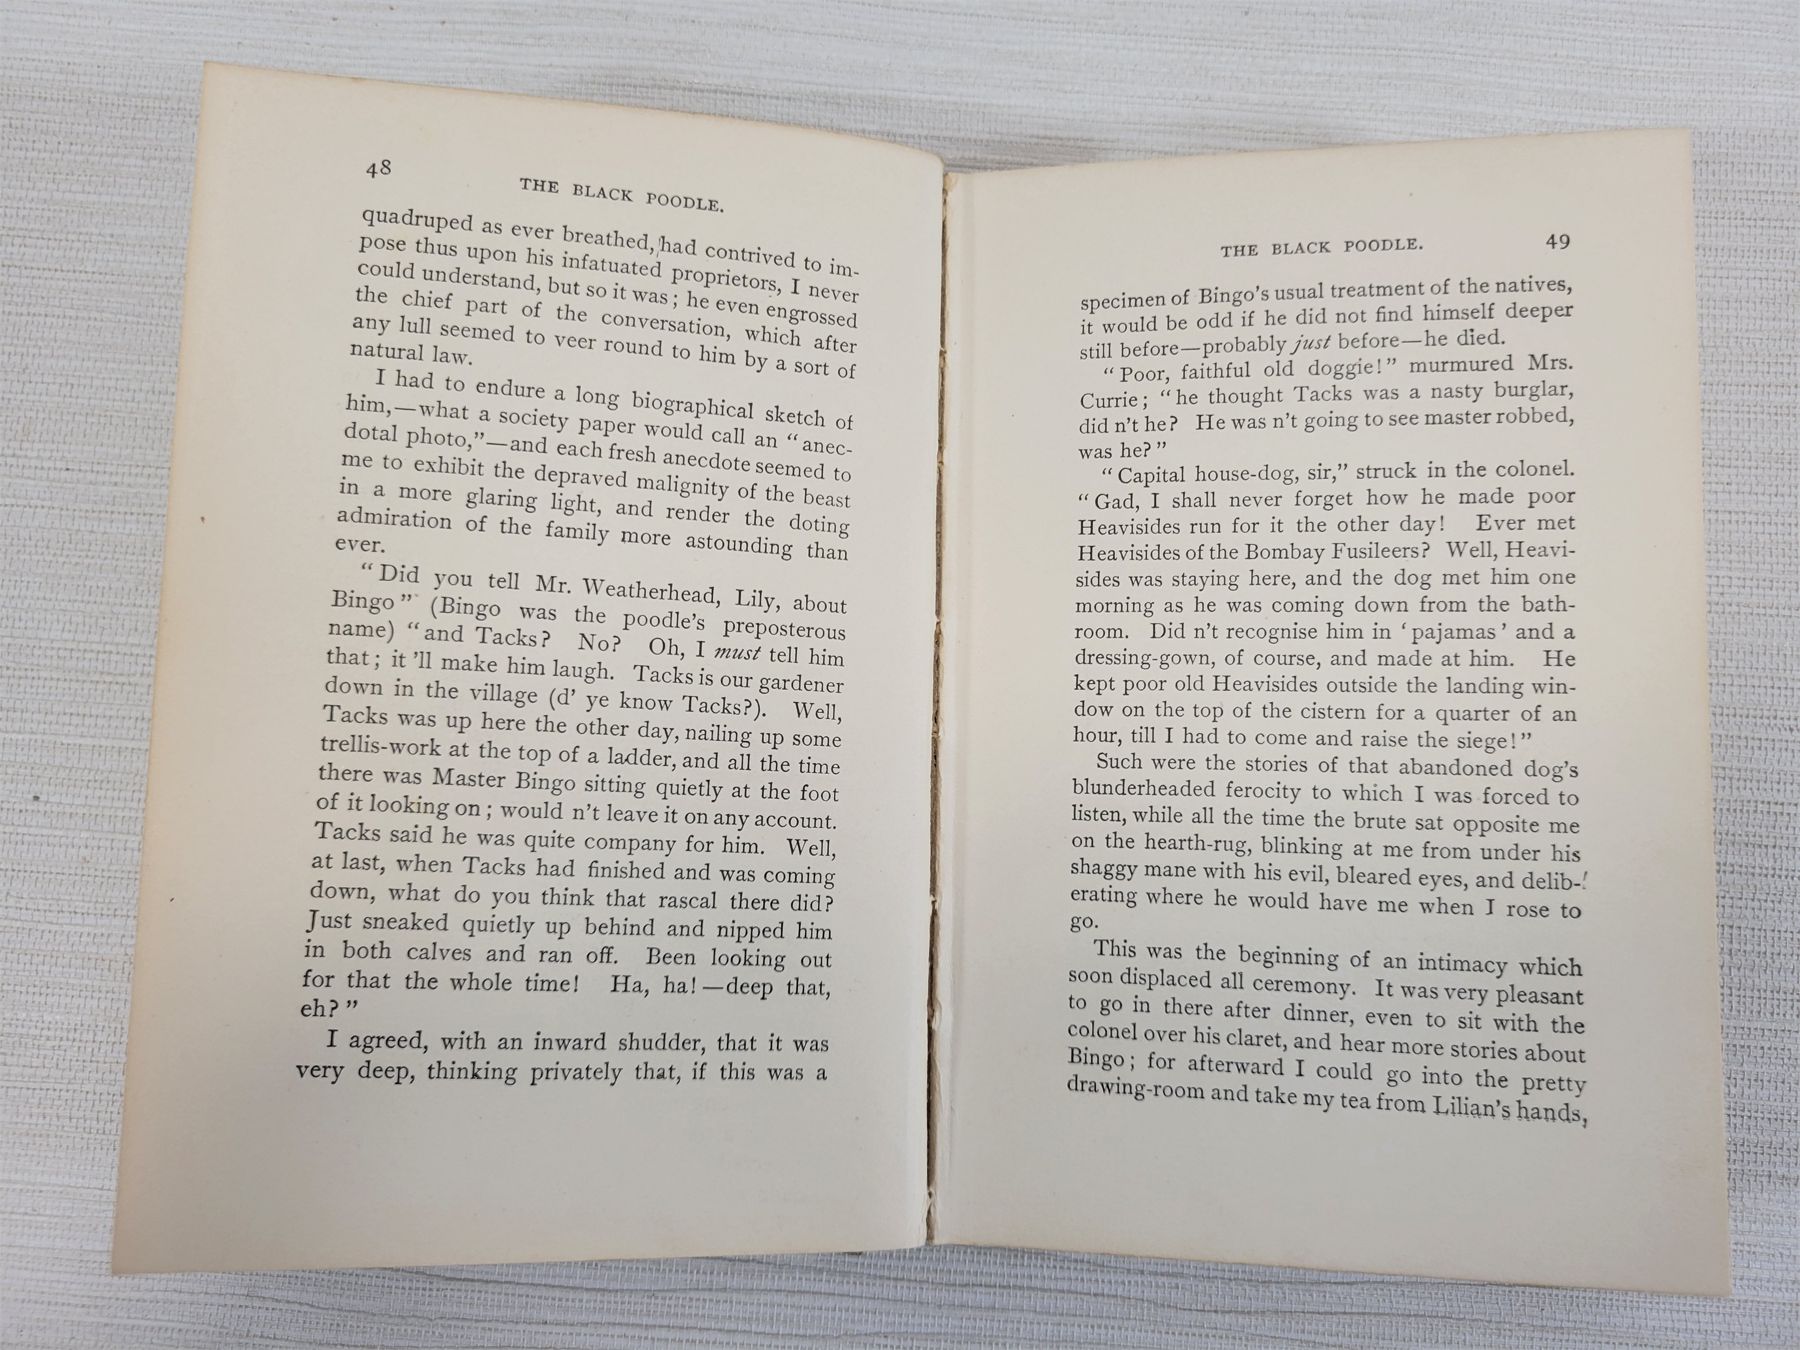 48
THE BLACK POODLE.
quadruped as ever breathed, had contrived to im-
pose thus upon his infatuated proprietors, I never
could understand, but so it was; he even engrossed
the chief part of the conversation, which after
any lull seemed to veer round to him by a sort of
natural law.
I had to endure a long biographical sketch of
him,—what a society paper would call an “anec-
dotal photo,”—and each fresh anecdote seemed to
me to exhibit the depraved malignity of the beast
in a more glaring light, and render the doting
admiration of the family more astounding than
ever.
“Did you tell Mr. Weatherhead, Lily, about
Bingo” (Bingo was the poodle’s preposterous
name) “and Tacks? No? Oh, I must tell him
that; it ’ll make him laugh. Tacks is our gardener
down in the village (d’ ye know Tacks?). Well,
Tacks was up here the other day, nailing up some
trellis-work at the top of a ladder, and all the time
there was Master Bingo sitting quietly at the foot
of it looking on; would n’t leave it on any account.
Tacks said he was quite company for him. Well,
at last, when Tacks had finished and was coming
down, what do you think that rascal there did?
Just sneaked quietly up behind and nipped him
in both calves and ran off. Been looking out
for that the whole time! Ha, ha!—deep that,
eh?”
I agreed, with an inward shudder, that it was
very deep, thinking privately that, if this was a
THE BLACK POODLE.
49
specimen of Bingo’s usual treatment of the natives,
it would be odd if he did not find himself deeper
still before—probably just before—he died.
“Poor, faithful old doggie!” murmured Mrs.
Currie; “he thought Tacks was a nasty burglar,
did n’t he? He was n’t going to see master robbed,
was he?”
“Capital house-dog, sir,” struck in the colonel.
“Gad, I shall never forget how he made poor
Heavisides run for it the other day! Ever met
Heavisides of the Bombay Fusileers? Well, Heavi-
sides was staying here, and the dog met him one
morning as he was coming down from the bath-
room. Did n’t recognise him in ‘pajamas’ and a
dressing-gown, of course, and made at him. He
kept poor old Heavisides outside the landing win-
dow on the top of the cistern for a quarter of an
hour, till I had to come and raise the siege!”
Such were the stories of that abandoned dog’s
blunderheaded ferocity to which I was forced to
listen, while all the time the brute sat opposite me
on the hearth-rug, blinking at me from under his
shaggy mane with his evil, bleared eyes, and delib-
erating where he would have me when I rose to
go.
This was the beginning of an intimacy which
soon displaced all ceremony. It was very pleasant
to go in there after dinner, even to sit with the
colonel over his claret, and hear more stories about
Bingo; for afterward I could go into the pretty
drawing-room and take my tea from Lilian’s hands,